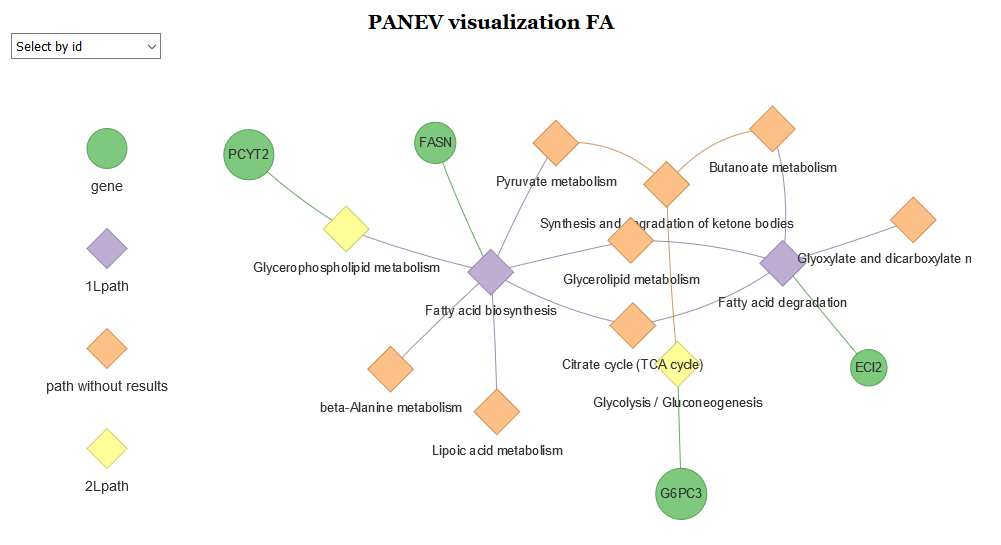 PANEV visualization FA
Select by id
gene
1Lpath
path without results
2Lpath
PCYT2
FASN
Pyruvate metabolism
Butanoate metabolism
Synthesis and degradation of ketone bodies
Glycerophospholipid metabolism
Glycerolipid metabolism
Glyoxylate and dicarboxylate n
Fatty acid biosynthesis
Fatty acid degradation
Citrate cycle (TCA cycle)
ECI2
beta-Alanine metabolism
Glycolysis / Gluconeogenesis
Lipoic acid metabolism
G6PC3